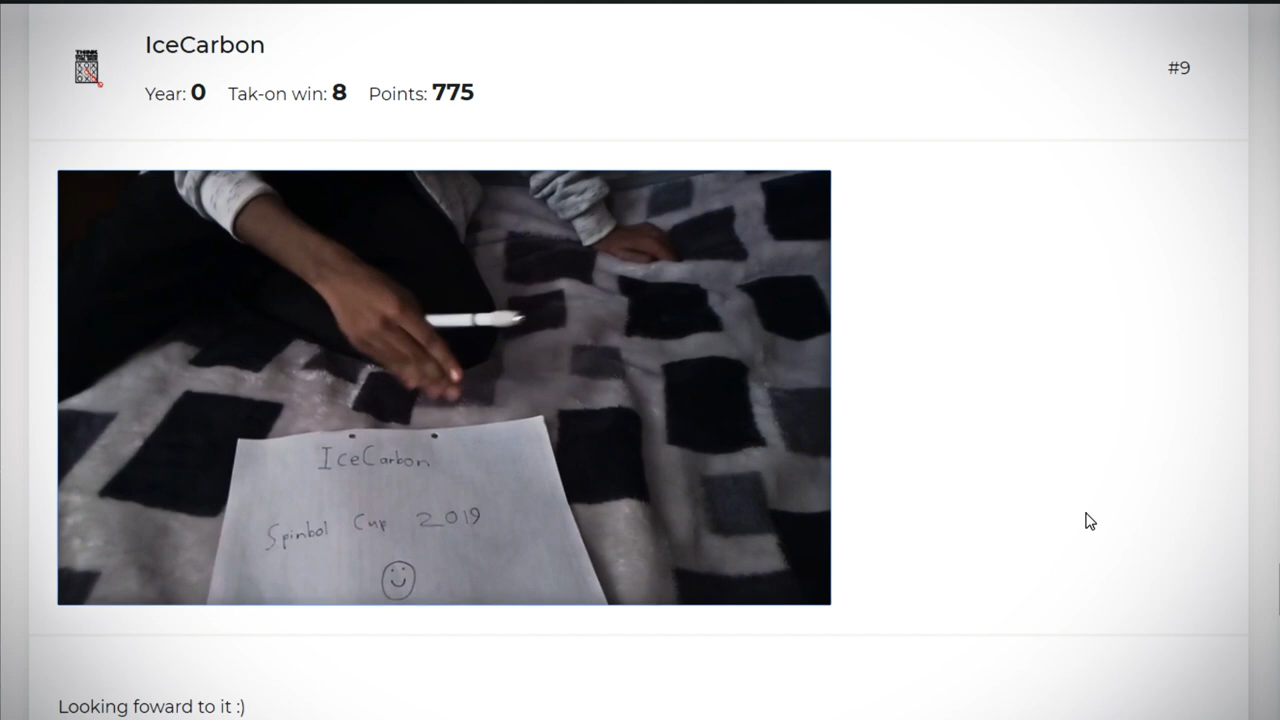 IceCarbon
#9
Year: 0 Tak-on win: 8 Points: 775
IceCarbon
Spinbol Cup 2019
Looking foward to it :)